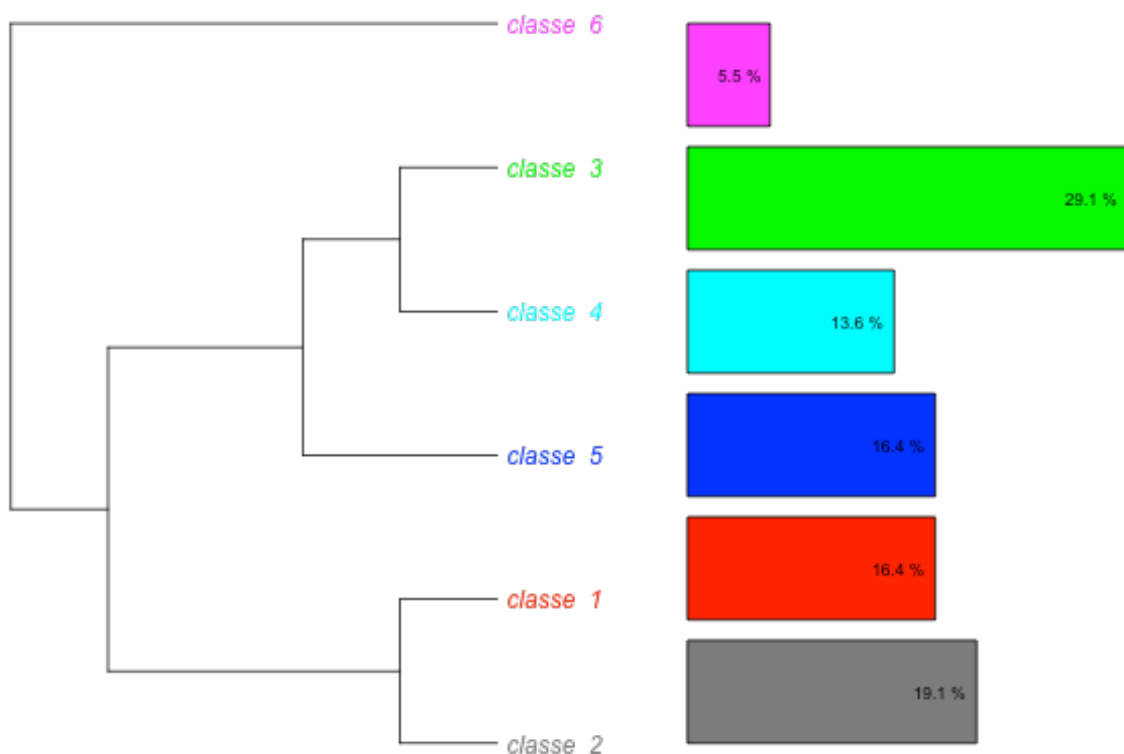 classe 6
5.5 %
classe 3
29.1 %
classe 4
13.6 %
classe 5
16.4 %
classe 1
16.4 %
classe 2
19.1 %